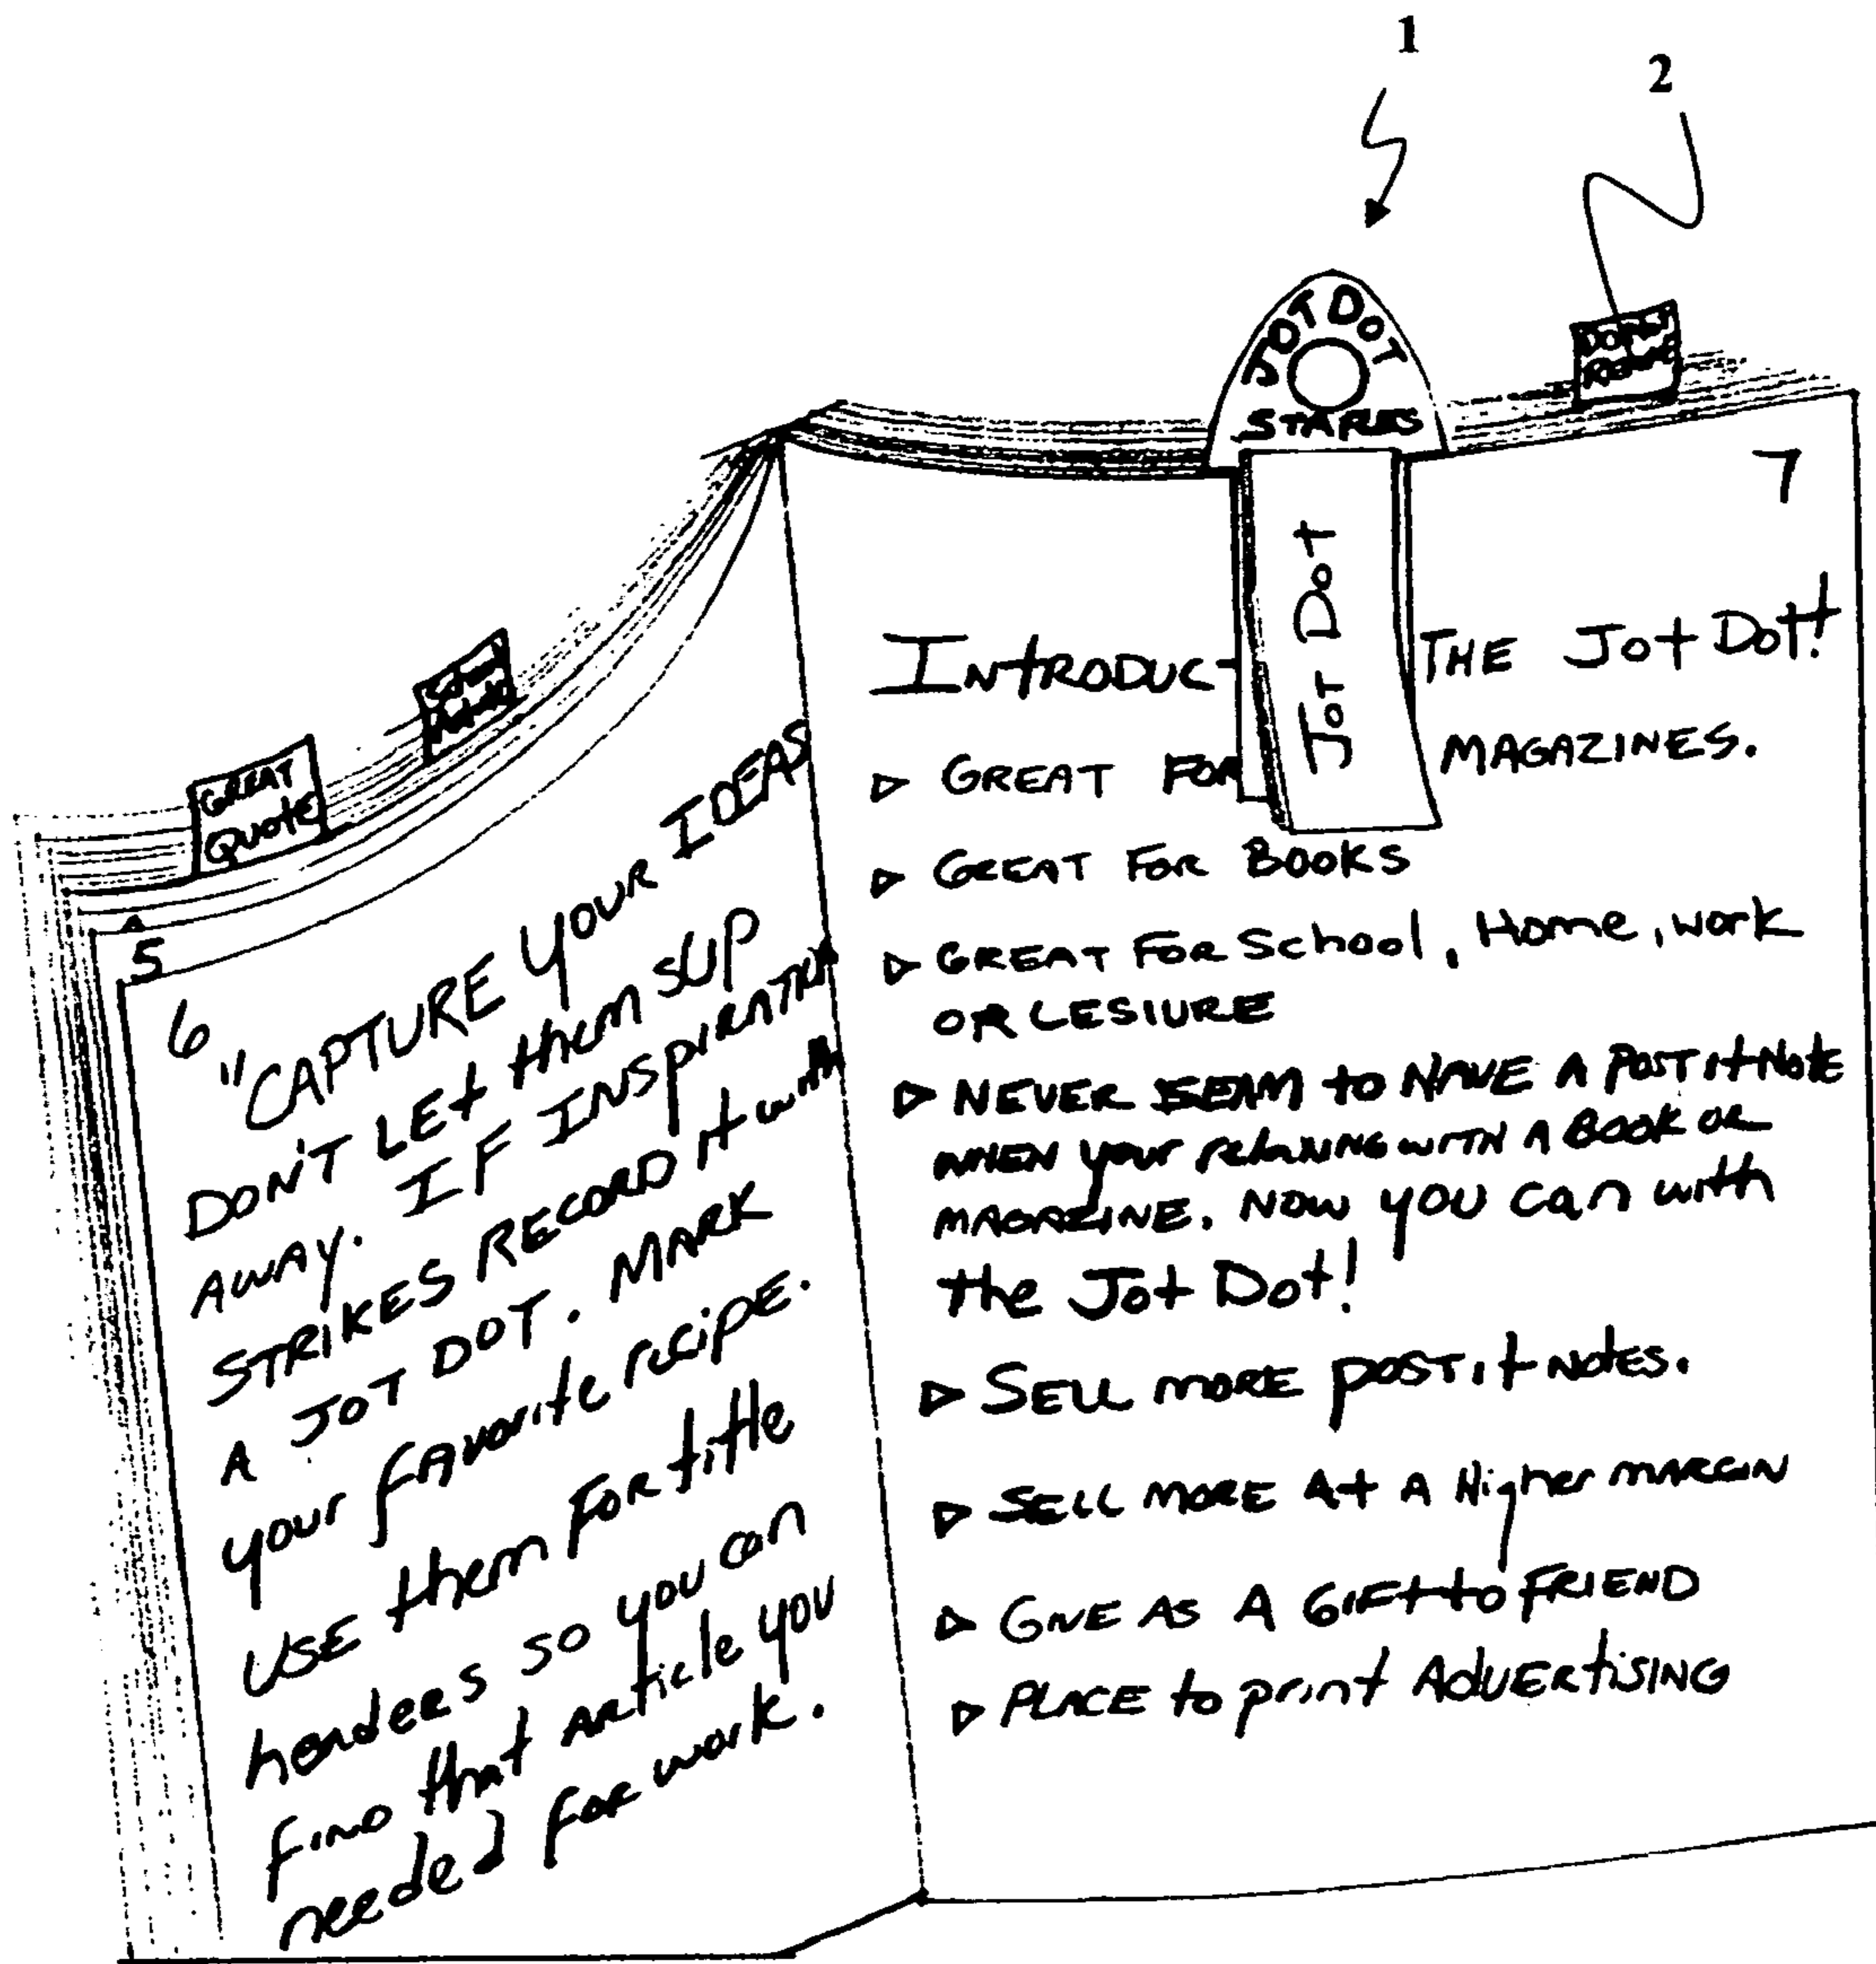 1
2
JOT DOT
STAPLES
7
Jot Dot
INtRODUCT THE Jot Dot!
▷ GREAT FOR MAGAZINES.
▷ GREAT FOR BOOKS
▷ GREAT FOR School, Home, work
OR LESIURE
▷ NEVER SEAM to HAVE A POST it Note
WHEN your relaxing with A BOOK OR
MAGAZINE. NOW you can with
the Jot Dot!
▷ SELL MORE POST it NOtes.
▷ SELL MORE At A Higher MARGIN
▷ GIVE AS A GIFt to FRIEND
▷ PLACE to print AdvERtiSING
GREAT
QUOtE
5
6
"CAPTURE YOUR IDEAS
DON'T LEt them SLIP
AWAY. IF INSPIRATION
STRIKES RECORD it with
A JOT DOT. MARK
your favorite recipe.
USE them FOR title
headers so you can
find that article you
needed for work.